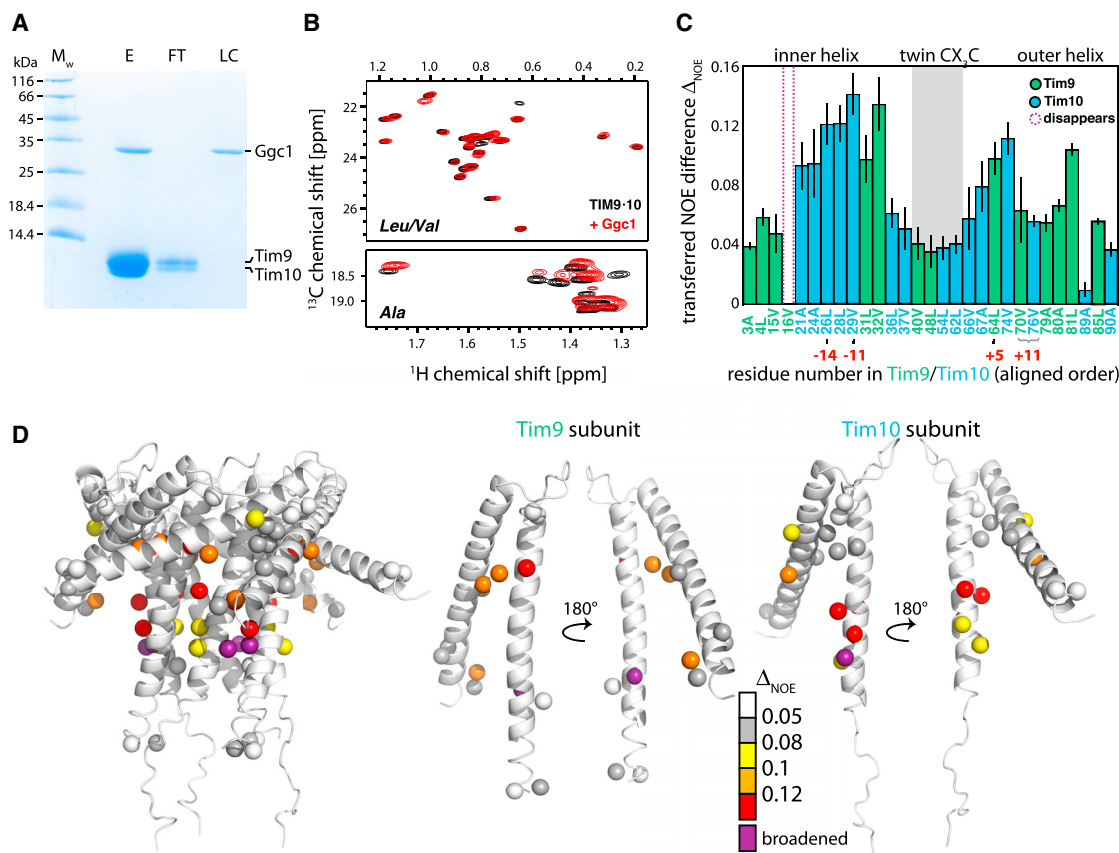 A
kDa
M_w
E
FT
LC
116
66
45
35
25
18.4
14.4
Ggc1
Tim9
Tim10
B
1.2
1.0
0.8
0.6
0.4
0.2
22
24
26
Leu/Val
TIM9·10
+ Ggc1
18.5
19.0
Ala
1.7
1.6
1.5
1.4
1.3
¹³C chemical shift [ppm]
¹H chemical shift [ppm]
C
inner helix
twin CX₃C
outer helix
0.16
0.12
0.08
0.04
0
transferred NOE difference Δ_NOE
Tim9
Tim10
disappears
3A
4L
15V
16V
21A
24A
26L
28L
29V
31L
32V
36L
37V
40V
48L
54L
62L
66V
67A
64L
74V
70V
76V
79A
80A
81L
89A
85L
90A
-14
-11
+5
+11
residue number in Tim9/Tim10 (aligned order)
D
Tim9 subunit
Tim10 subunit
180°
180°
Δ_NOE
0.05
0.08
0.1
0.12
broadened